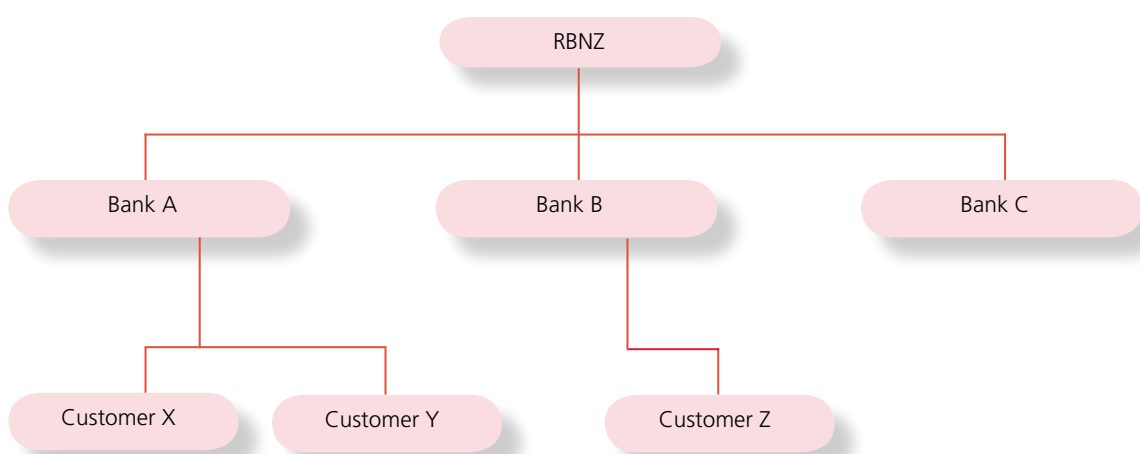 RBNZ
Bank A
Bank B
Bank C
Customer X
Customer Y
Customer Z